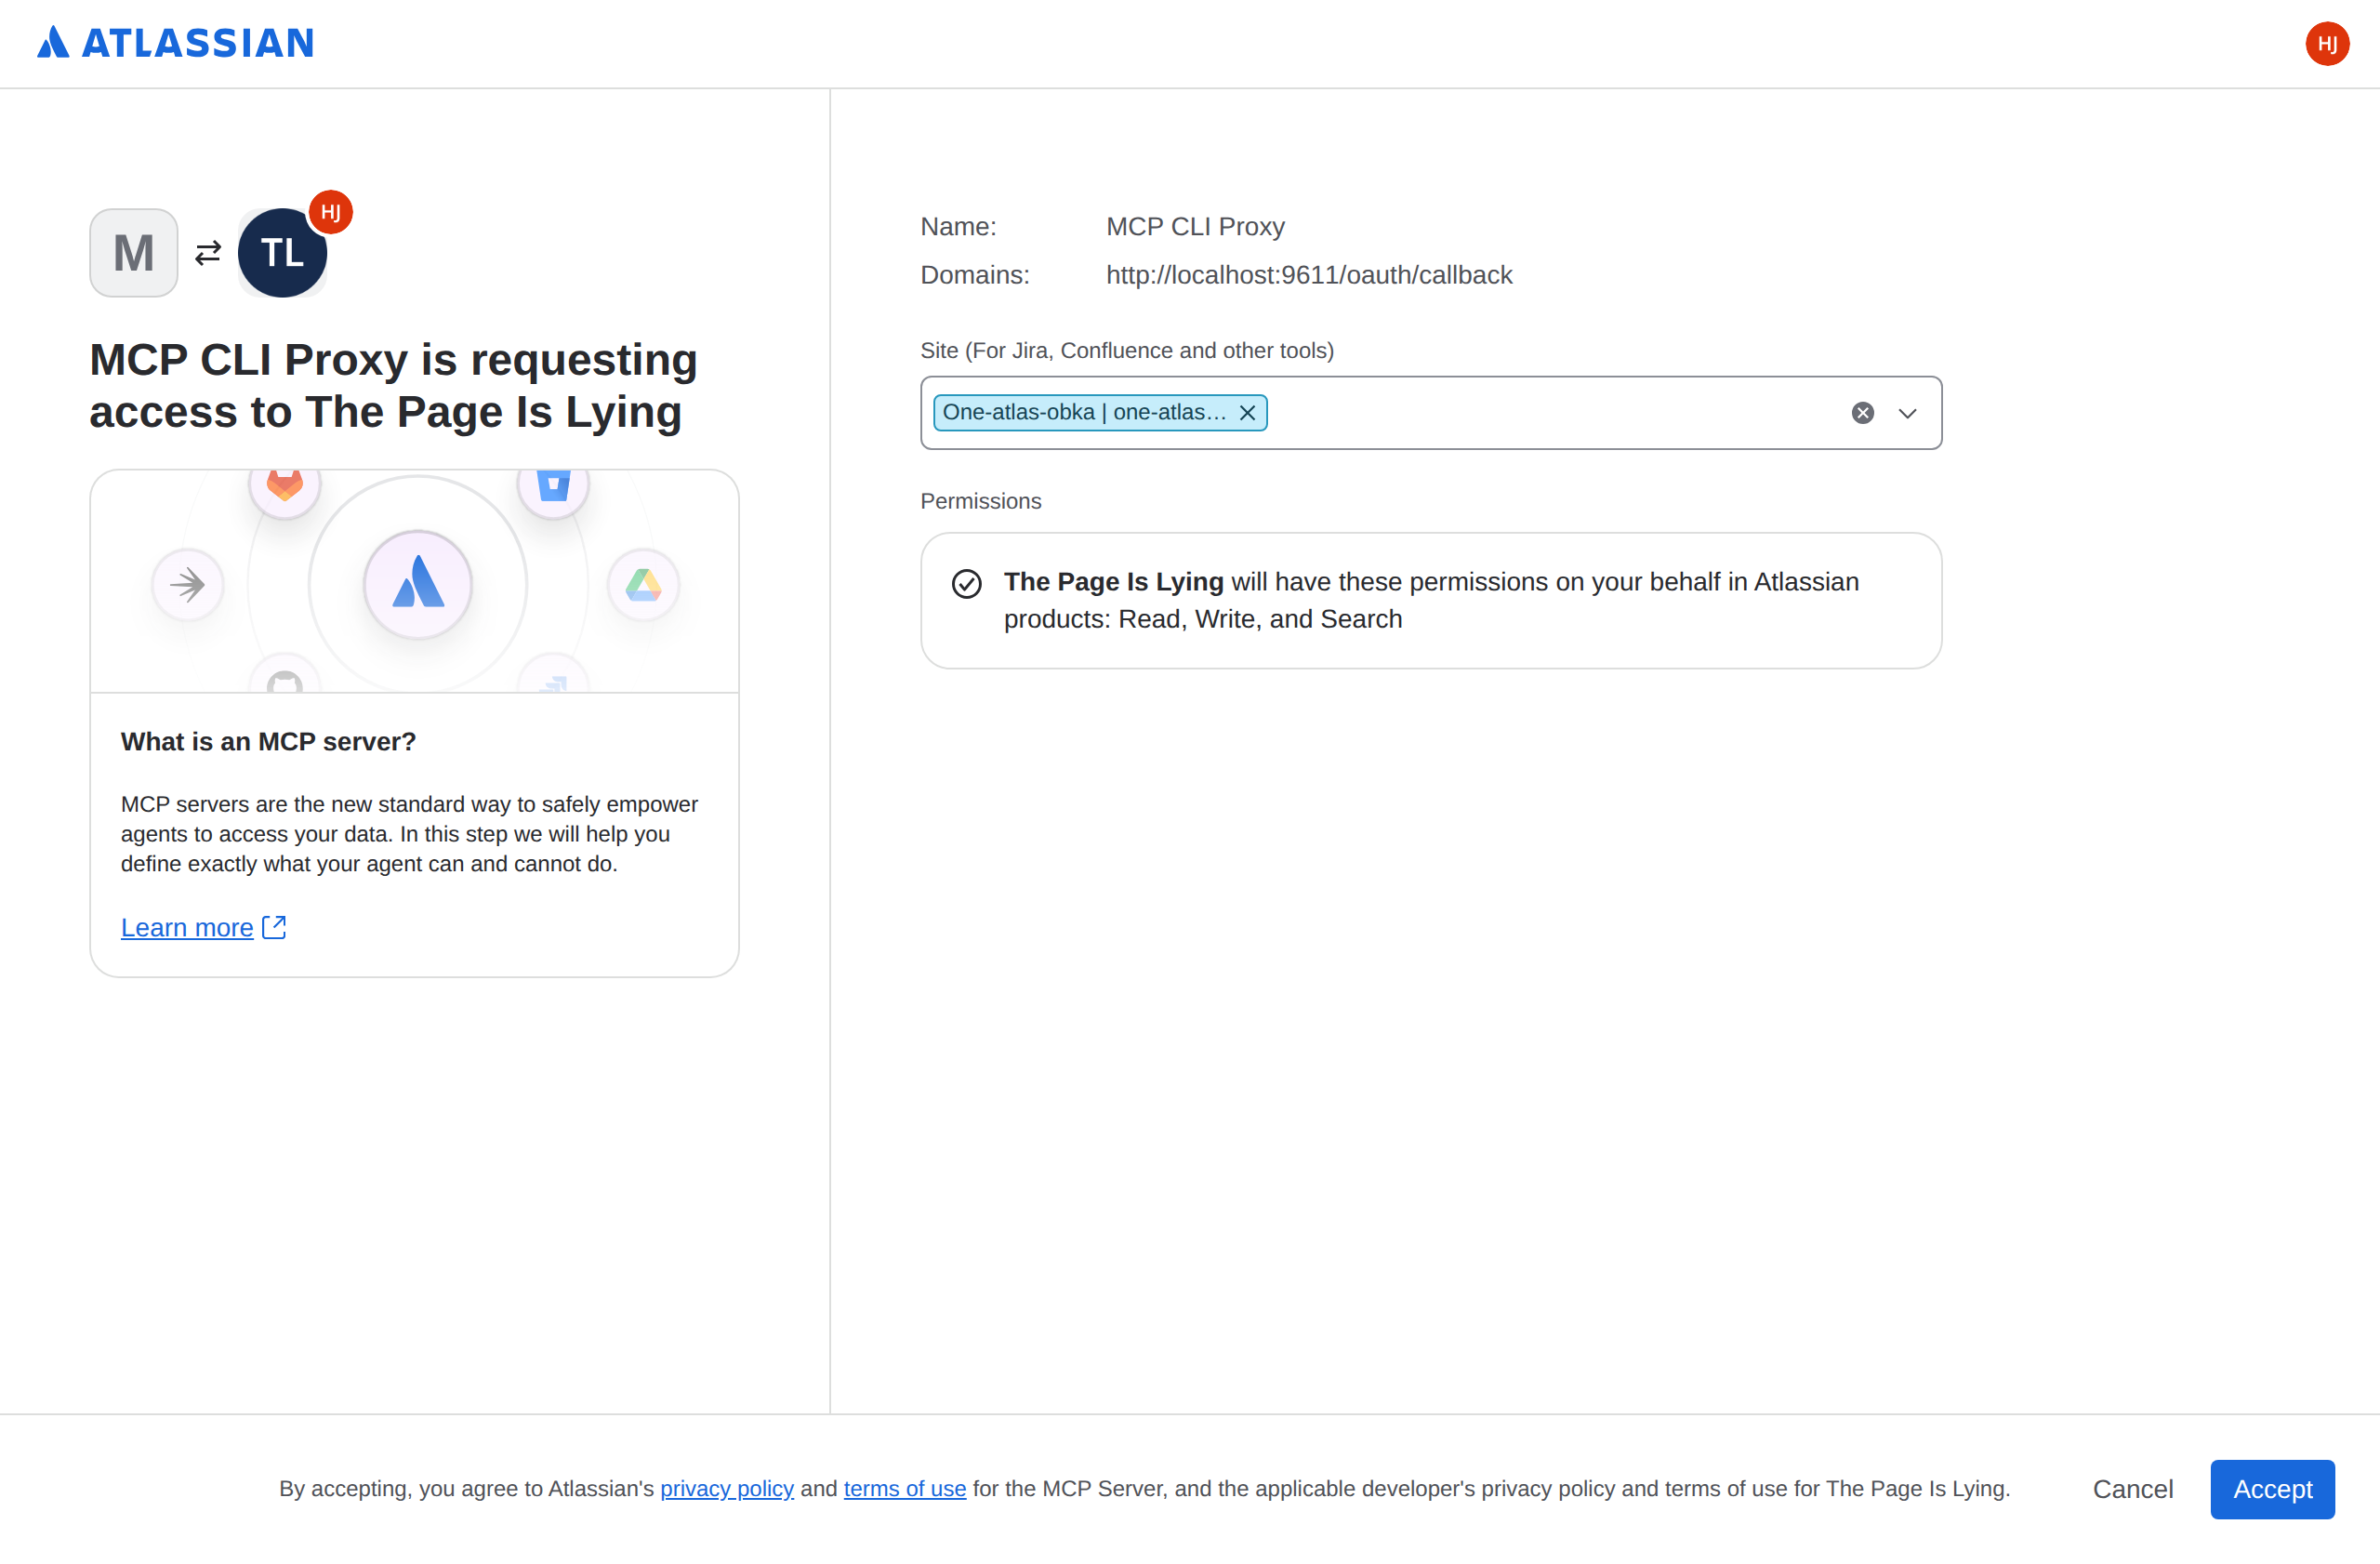 ATLASSIAN
HJ
M
TL
HJ
MCP CLI Proxy is requesting
access to The Page Is Lying
What is an MCP server?
MCP servers are the new standard way to safely empower
agents to access your data. In this step we will help you
define exactly what your agent can and cannot do.
Learn more
Name: MCP CLI Proxy
Domains: http://localhost:9611/oauth/callback
Site (For Jira, Confluence and other tools)
One-atlas-obka | one-atlas…
Permissions
The Page Is Lying will have these permissions on your behalf in Atlassian
products: Read, Write, and Search
By accepting, you agree to Atlassian's privacy policy and terms of use for the MCP Server, and the applicable developer's privacy policy and terms of use for The Page Is Lying.
Cancel
Accept